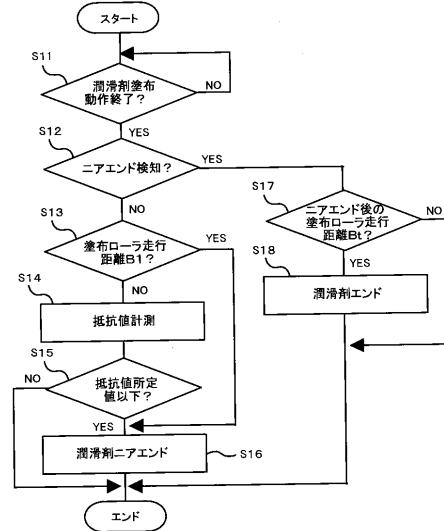 スタート
S11
潤滑剤塗布
動作終了？
NO
YES
S12
ニアエンド検知？
YES
NO
S13
塗布ローラ走行
距離B1？
YES
NO
S14
抵抗値計測
S15
抵抗値所定
値以下？
NO
YES
潤滑剤ニアエンド
S16
S17
ニアエンド後の
塗布ローラ走行
距離Bt？
NO
YES
S18
潤滑剤エンド
エンド